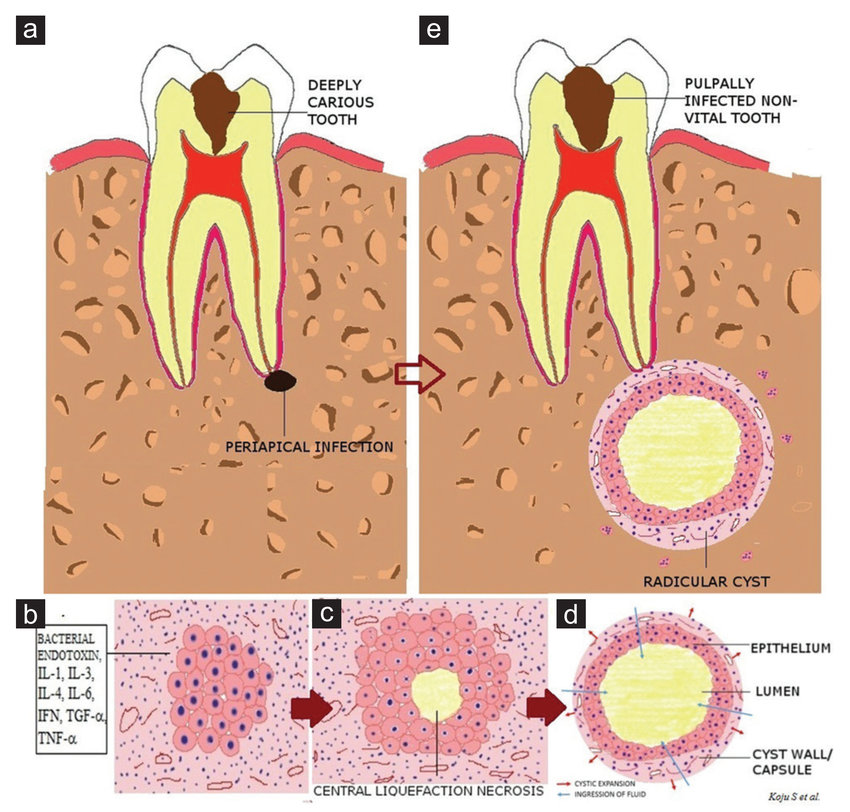 a
DEEPLY
CARIOUS
TOOTH
PERIAPICAL INFECTION
e
PULPALLY
INFECTED NON-
VITAL TOOTH
RADICULAR CYST
b
BACTERIAL
ENDOTOXIN,
IL-1, IL-3,
IL-4, IL-6,
IFN, TGF-α,
TNF-α
c
CENTRAL LIQUEFACTION NECROSIS
d
EPITHELIUM
LUMEN
CYST WALL/
CAPSULE
CYSTIC EXPANSION
INGRESSION OF FLUID
Koju S et al.